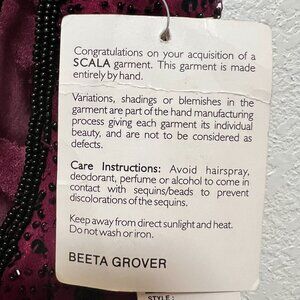 Congratulations on your acquisition of a
SCALA garment. This garment is made
entirely by hand.
Variations, shadings or blemishes in the
garment are part of the hand manufacturing
process giving each garment its individual
beauty, and are not to be considered as
defects.
Care Instructions: Avoid hairspray,
deodorant, perfume or alcohol to come in
contact with sequins/beads to prevent
discolorations of the sequins.
Keep away from direct sunlight and heat.
Do not wash or iron.
BEETA GROVER
STYLE :